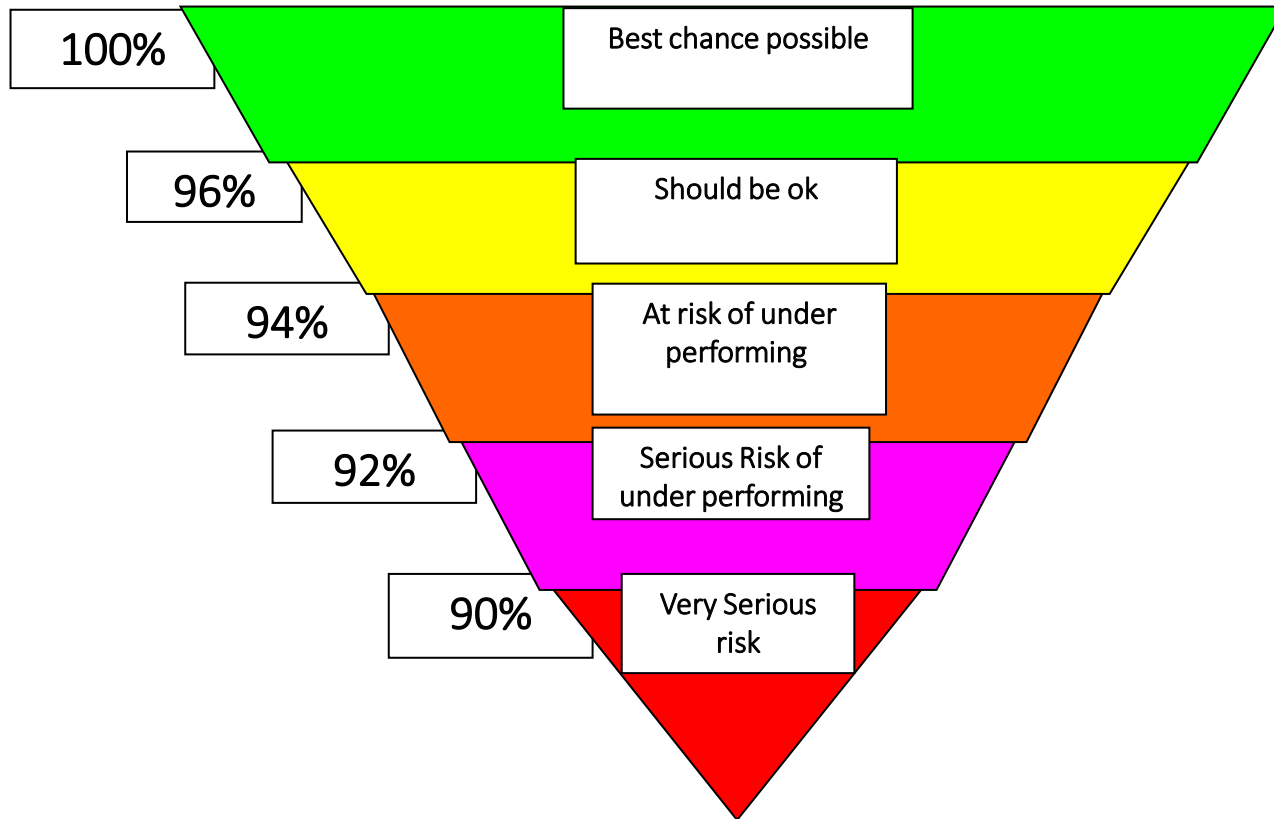 100%
Best chance possible
96%
Should be ok
94%
At risk of under
performing
92%
Serious Risk of
under performing
90%
Very Serious
risk